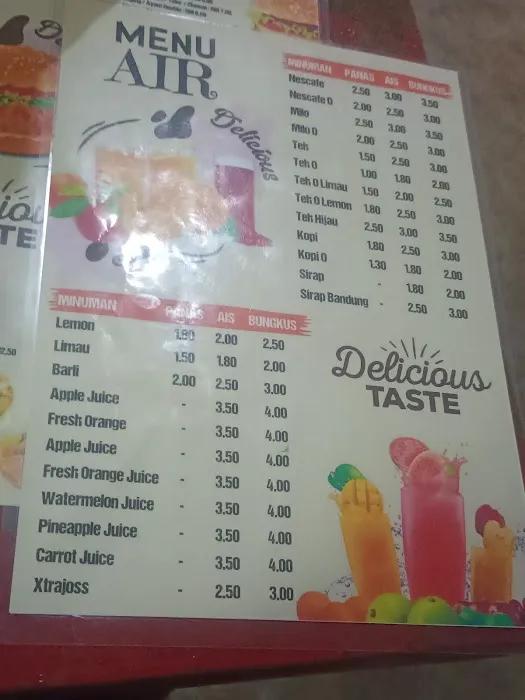 MENU
AIR
Delicious
MINUMAN PANAS AIS BUNGKUS
Nescafe 2.50 3.00 3.50
Nescafe O 2.00 2.50 3.00
Milo 2.50 3.00 3.50
Milo O 2.00 2.50 3.00
Teh 1.50 2.50 3.00
Teh O 1.00 1.80 2.00
Teh O Limau 1.50 2.00 2.50
Teh O Lemon 1.80 2.50 3.00
Teh Hijau 2.50 3.00 3.50
Kopi 1.80 2.50 3.00
Kopi O 1.30 1.80 2.00
Sirap - 1.80 2.00
Sirap Bandung - 2.50 3.00
MINUMAN PANAS AIS BUNGKUS
Lemon 1.80 2.00 2.50
Limau 1.50 1.80 2.00
Barli 2.00 2.50 3.00
Apple Juice - 3.50 4.00
Fresh Orange - 3.50 4.00
Apple Juice - 3.50 4.00
Fresh Orange Juice - 3.50 4.00
Watermelon Juice - 3.50 4.00
Pineapple Juice - 3.50 4.00
Carrot Juice - 3.50 4.00
Xtrajoss - 2.50 3.00
Delicious
TASTE